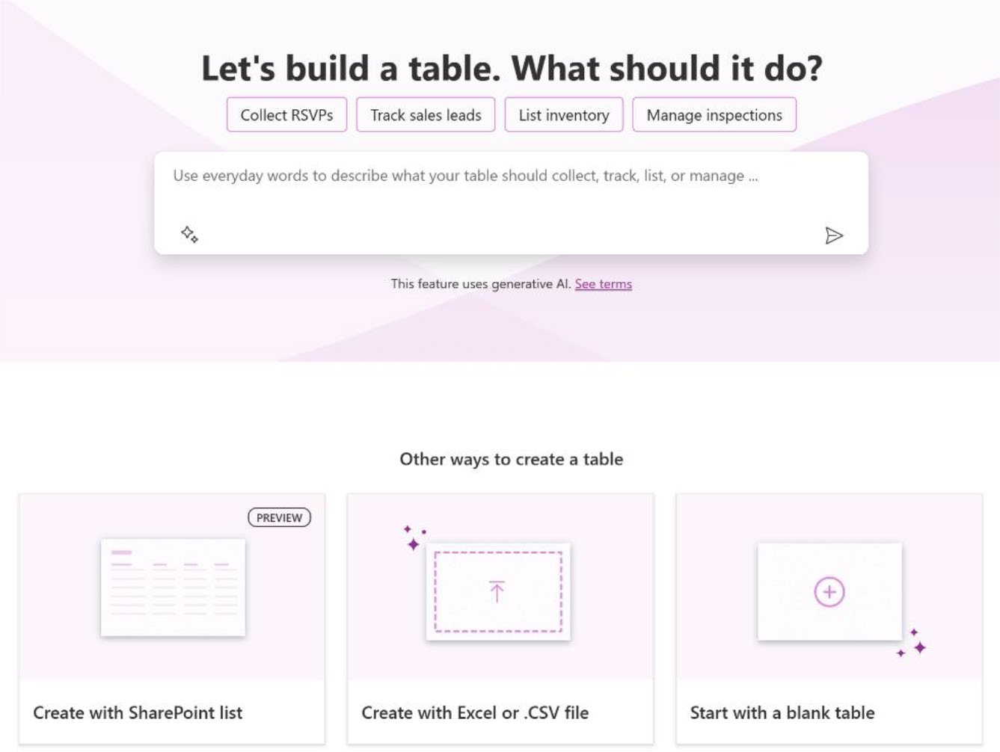 Let's build a table. What should it do?
Collect RSVPs
Track sales leads
List inventory
Manage inspections
Use everyday words to describe what your table should collect, track, list, or manage ...
This feature uses generative AI. See terms
Other ways to create a table
PREVIEW
Create with SharePoint list
Create with Excel or .CSV file
Start with a blank table